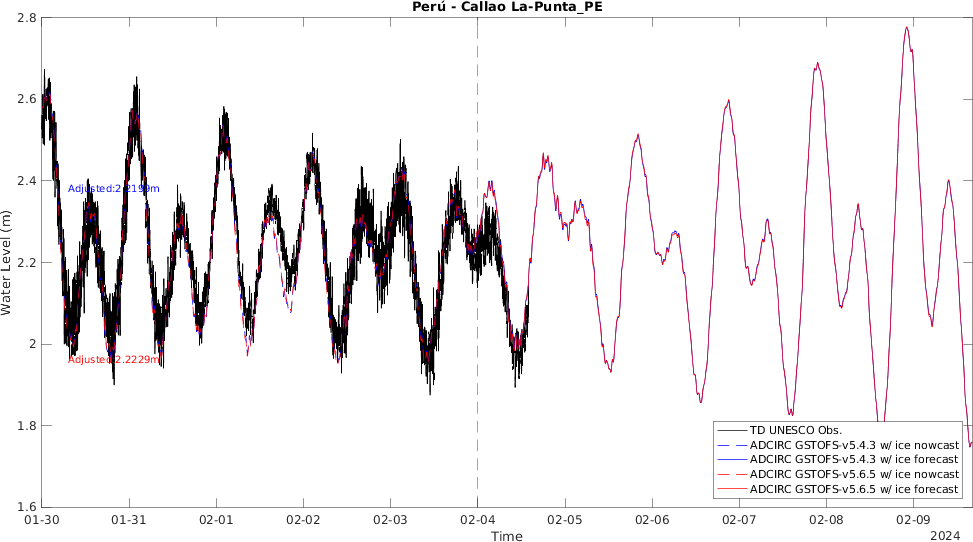 Perú - Callao La-Punta_PE
2.8
2.6
2.4
2.2
2
1.8
1.6
Water Level (m)
Adjusted:2.2199m
Adjusted:2.2229m
TD UNESCO Obs.
ADCIRC GSTOFS-v5.4.3 w/ ice nowcast
ADCIRC GSTOFS-v5.4.3 w/ ice forecast
ADCIRC GSTOFS-v5.6.5 w/ ice nowcast
ADCIRC GSTOFS-v5.6.5 w/ ice forecast
01-30 01-31 02-01 02-02 02-03 02-04 02-05 02-06 02-07 02-08 02-09
Time
2024